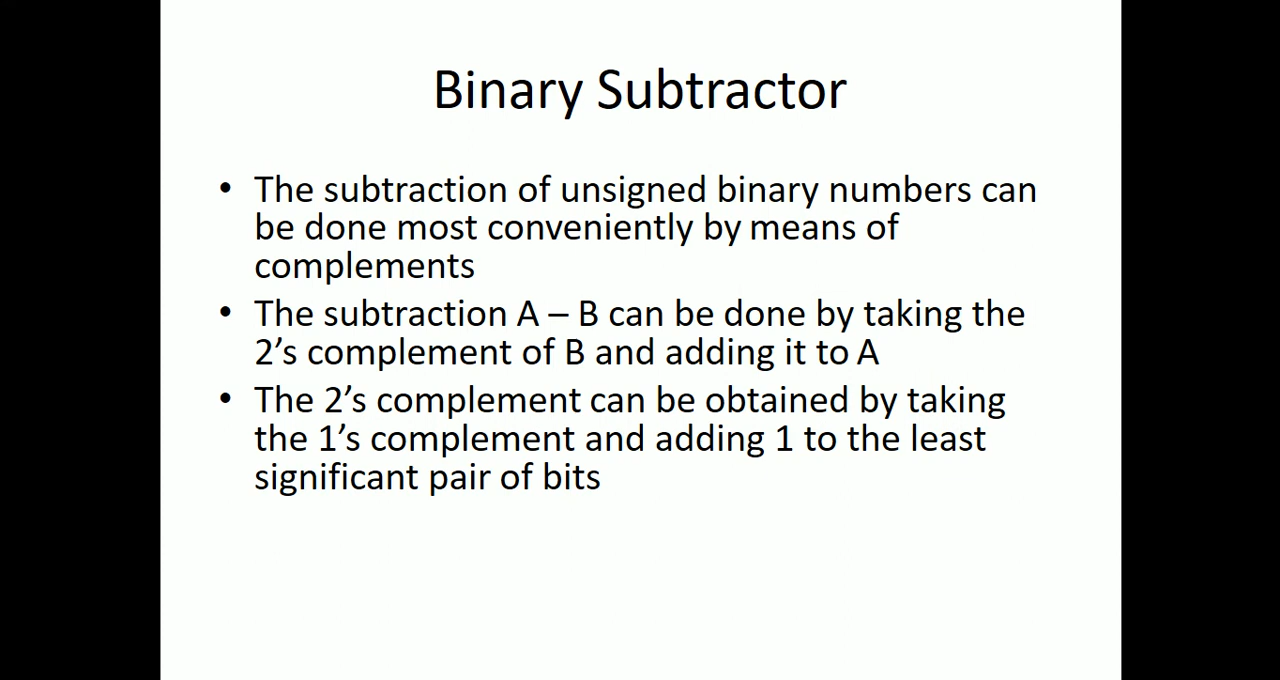 Binary Subtractor
• The subtraction of unsigned binary numbers can
be done most conveniently by means of
complements
• The subtraction A – B can be done by taking the
2’s complement of B and adding it to A
• The 2’s complement can be obtained by taking
the 1’s complement and adding 1 to the least
significant pair of bits